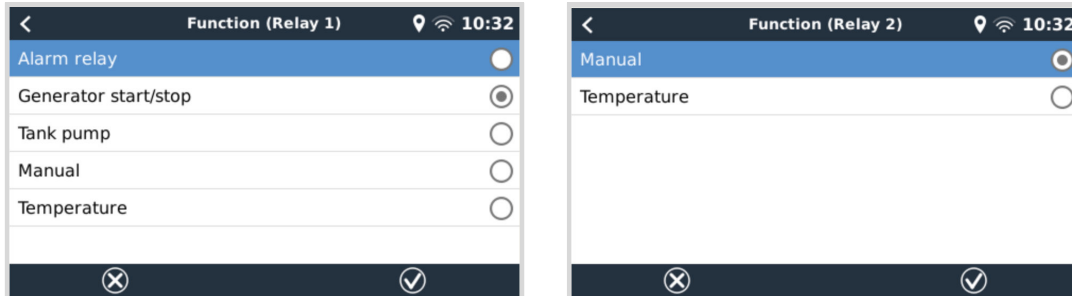 Function (Relay 1) 10:32
Alarm relay
Generator start/stop
Tank pump
Manual
Temperature
Function (Relay 2) 10:32
Manual
Temperature